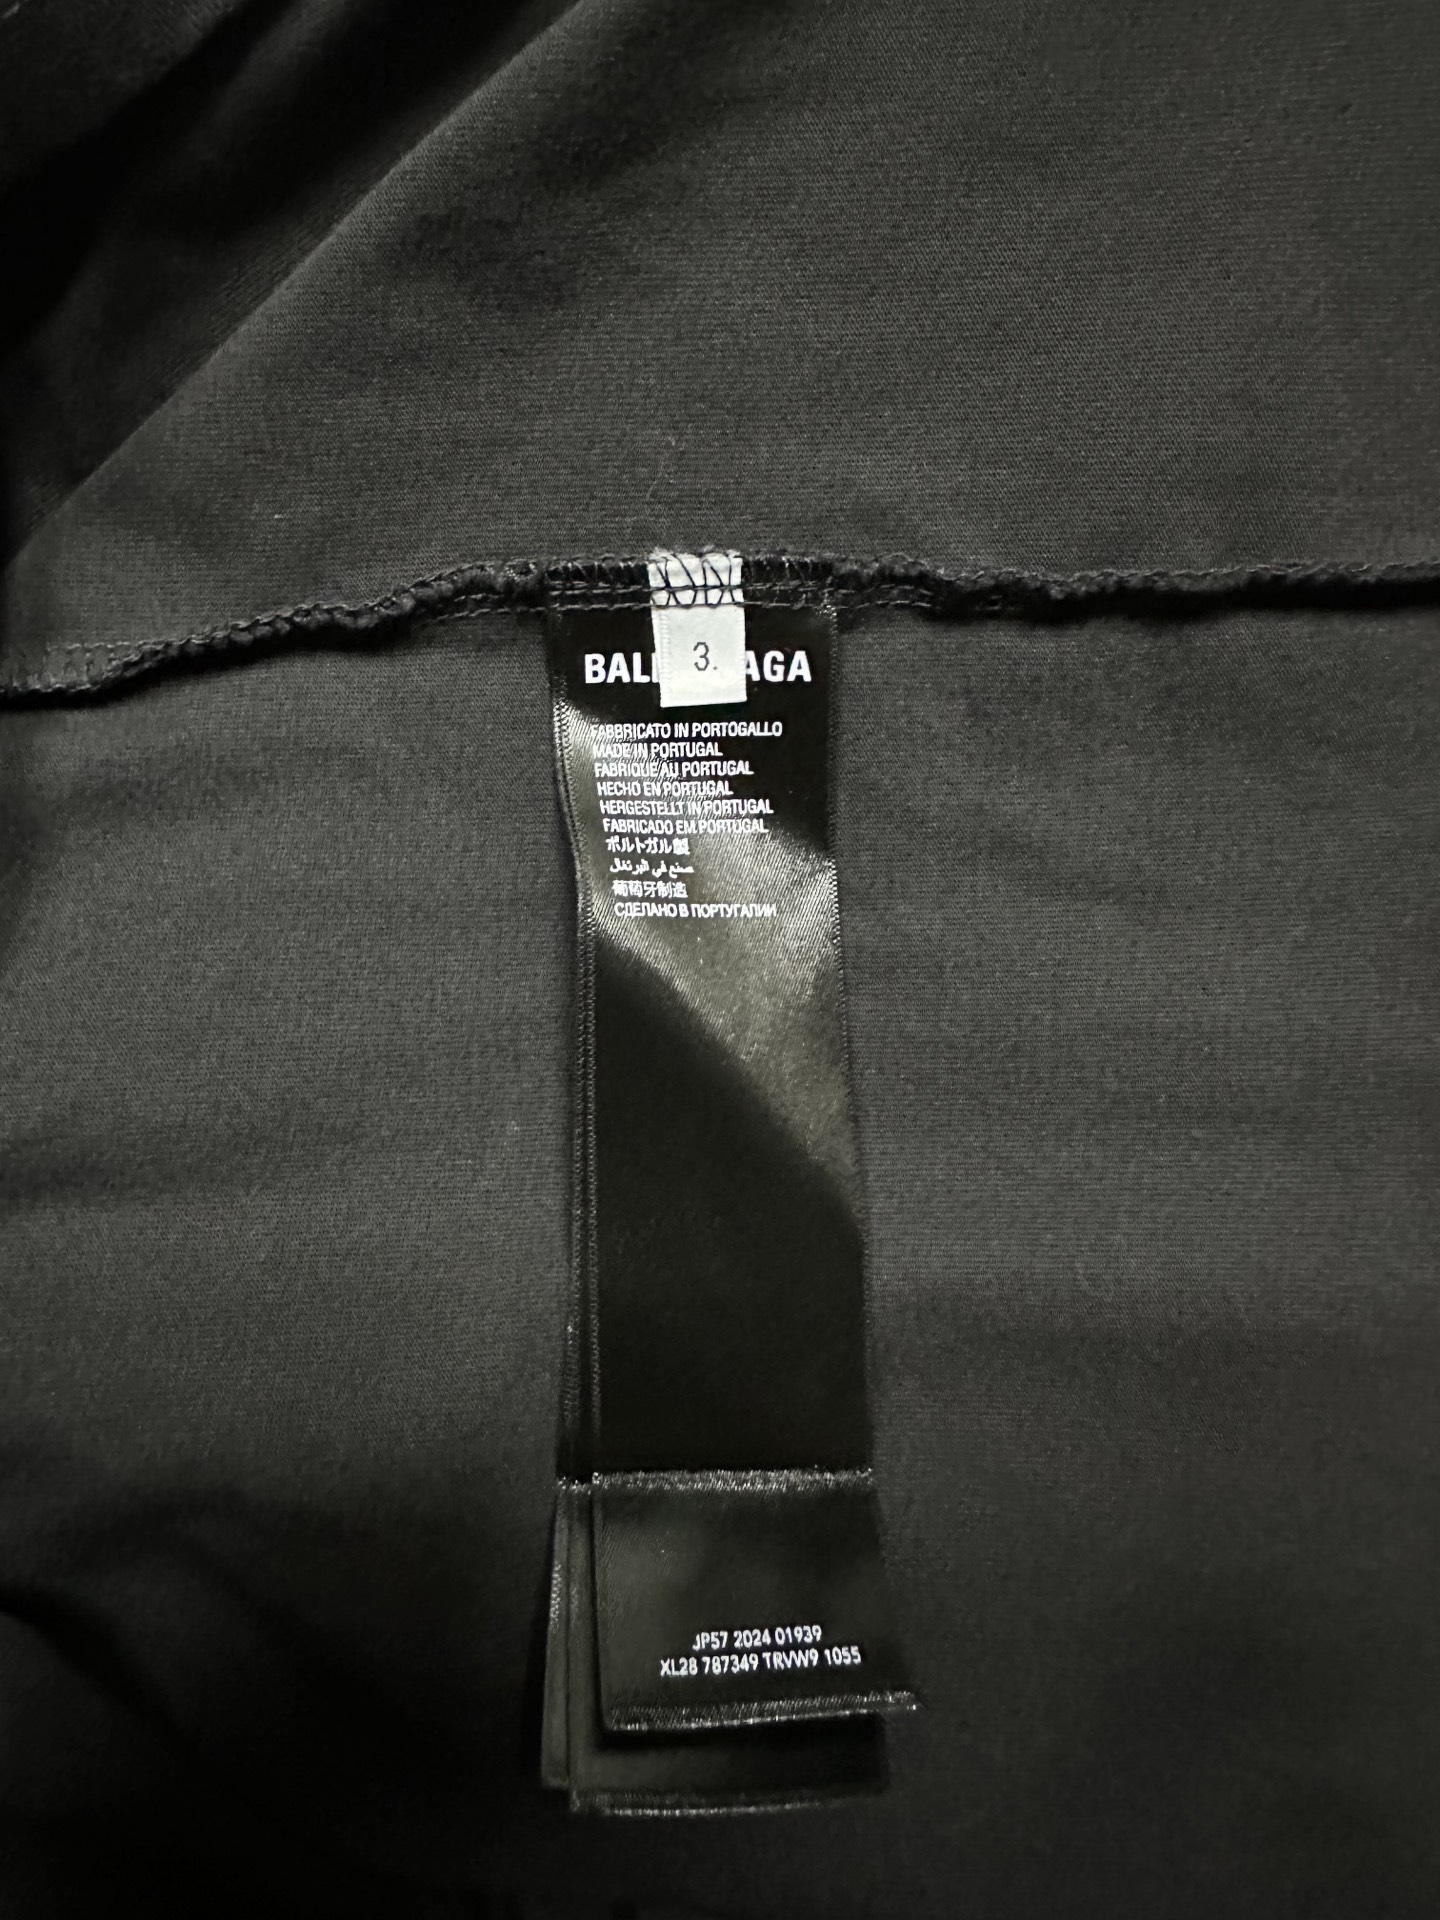 3.
BAL AGA
FABBRICATO IN PORTOGALLO
MADE IN PORTUGAL
FABRIQUE AU PORTUGAL
HECHO EN PORTUGAL
HERGESTELLT IN PORTUGAL
FABRICADO EM PORTUGAL
ポルトガル製
صنع في البرتغال
葡萄牙制造
СДЕЛАНО В ПОРТУГАЛИИ
JP57 2024 01939
XL28 787349 TRVW9 1055